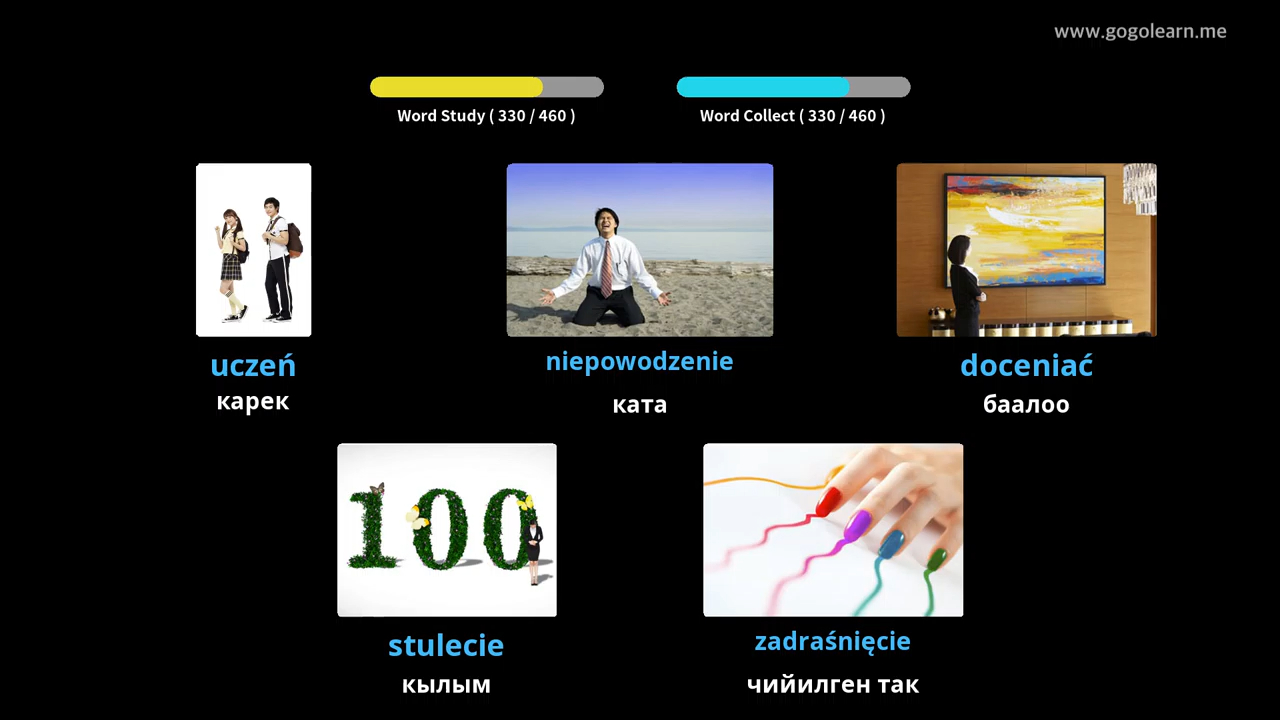 www.gogolearn.me
Word Study ( 330 / 460 )
Word Collect ( 330 / 460 )
uczeń
карек
niepowodzenie
ката
doceniać
баалоо
100
stulecie
кылым
zadraśnięcie
чийилген так